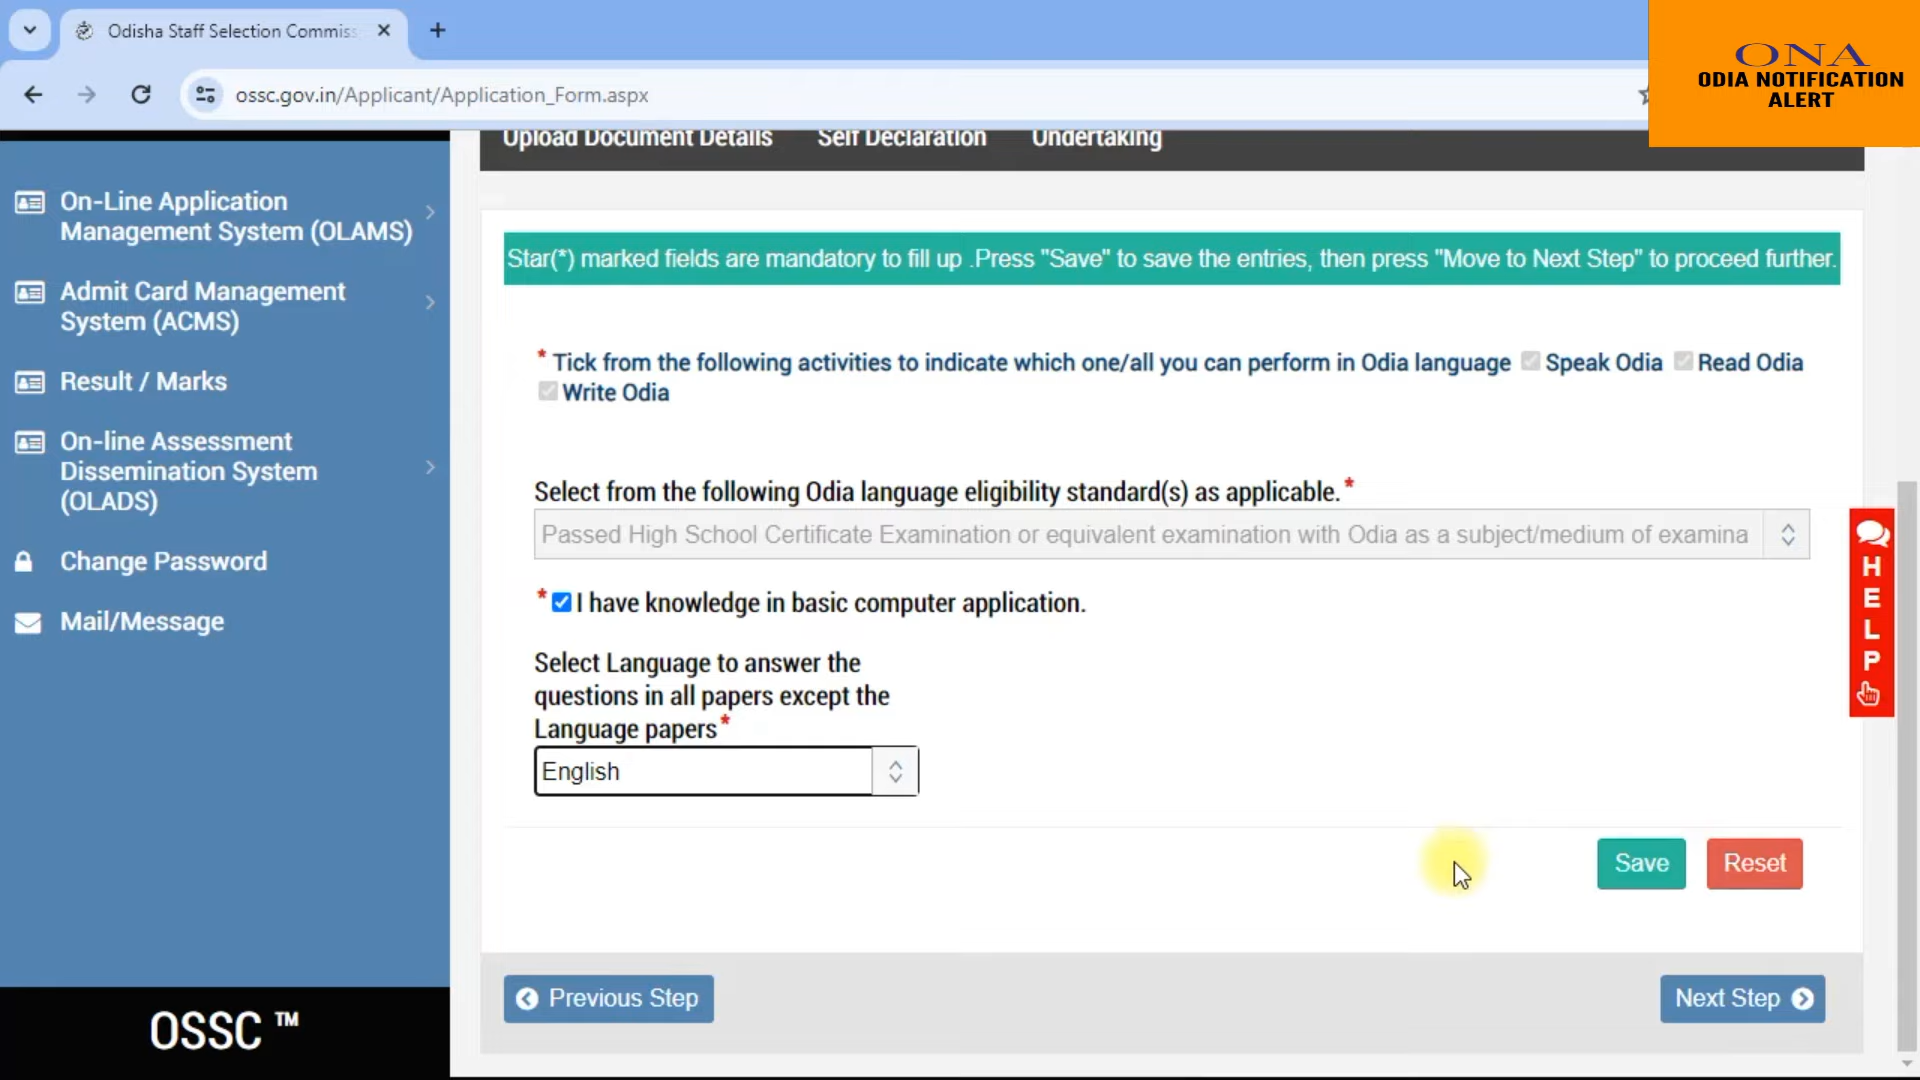 Odisha Staff Selection Commiss
ossc.gov.in/Applicant/Application_Form.aspx
ONA
ODIA NOTIFICATION
ALERT
Upload Document Details Self Declaration Undertaking
On-Line Application
Management System (OLAMS)
Admit Card Management
System (ACMS)
Result / Marks
On-line Assessment
Dissemination System
(OLADS)
Change Password
Mail/Message
OSSC ™
Star(*) marked fields are mandatory to fill up .Press "Save" to save the entries, then press "Move to Next Step" to proceed further.
* Tick from the following activities to indicate which one/all you can perform in Odia language Speak Odia Read Odia
Write Odia
Select from the following Odia language eligibility standard(s) as applicable.*
Passed High School Certificate Examination or equivalent examination with Odia as a subject/medium of examina
* I have knowledge in basic computer application.
Select Language to answer the
questions in all papers except the
Language papers*
English
Save Reset
Previous Step Next Step
HELP